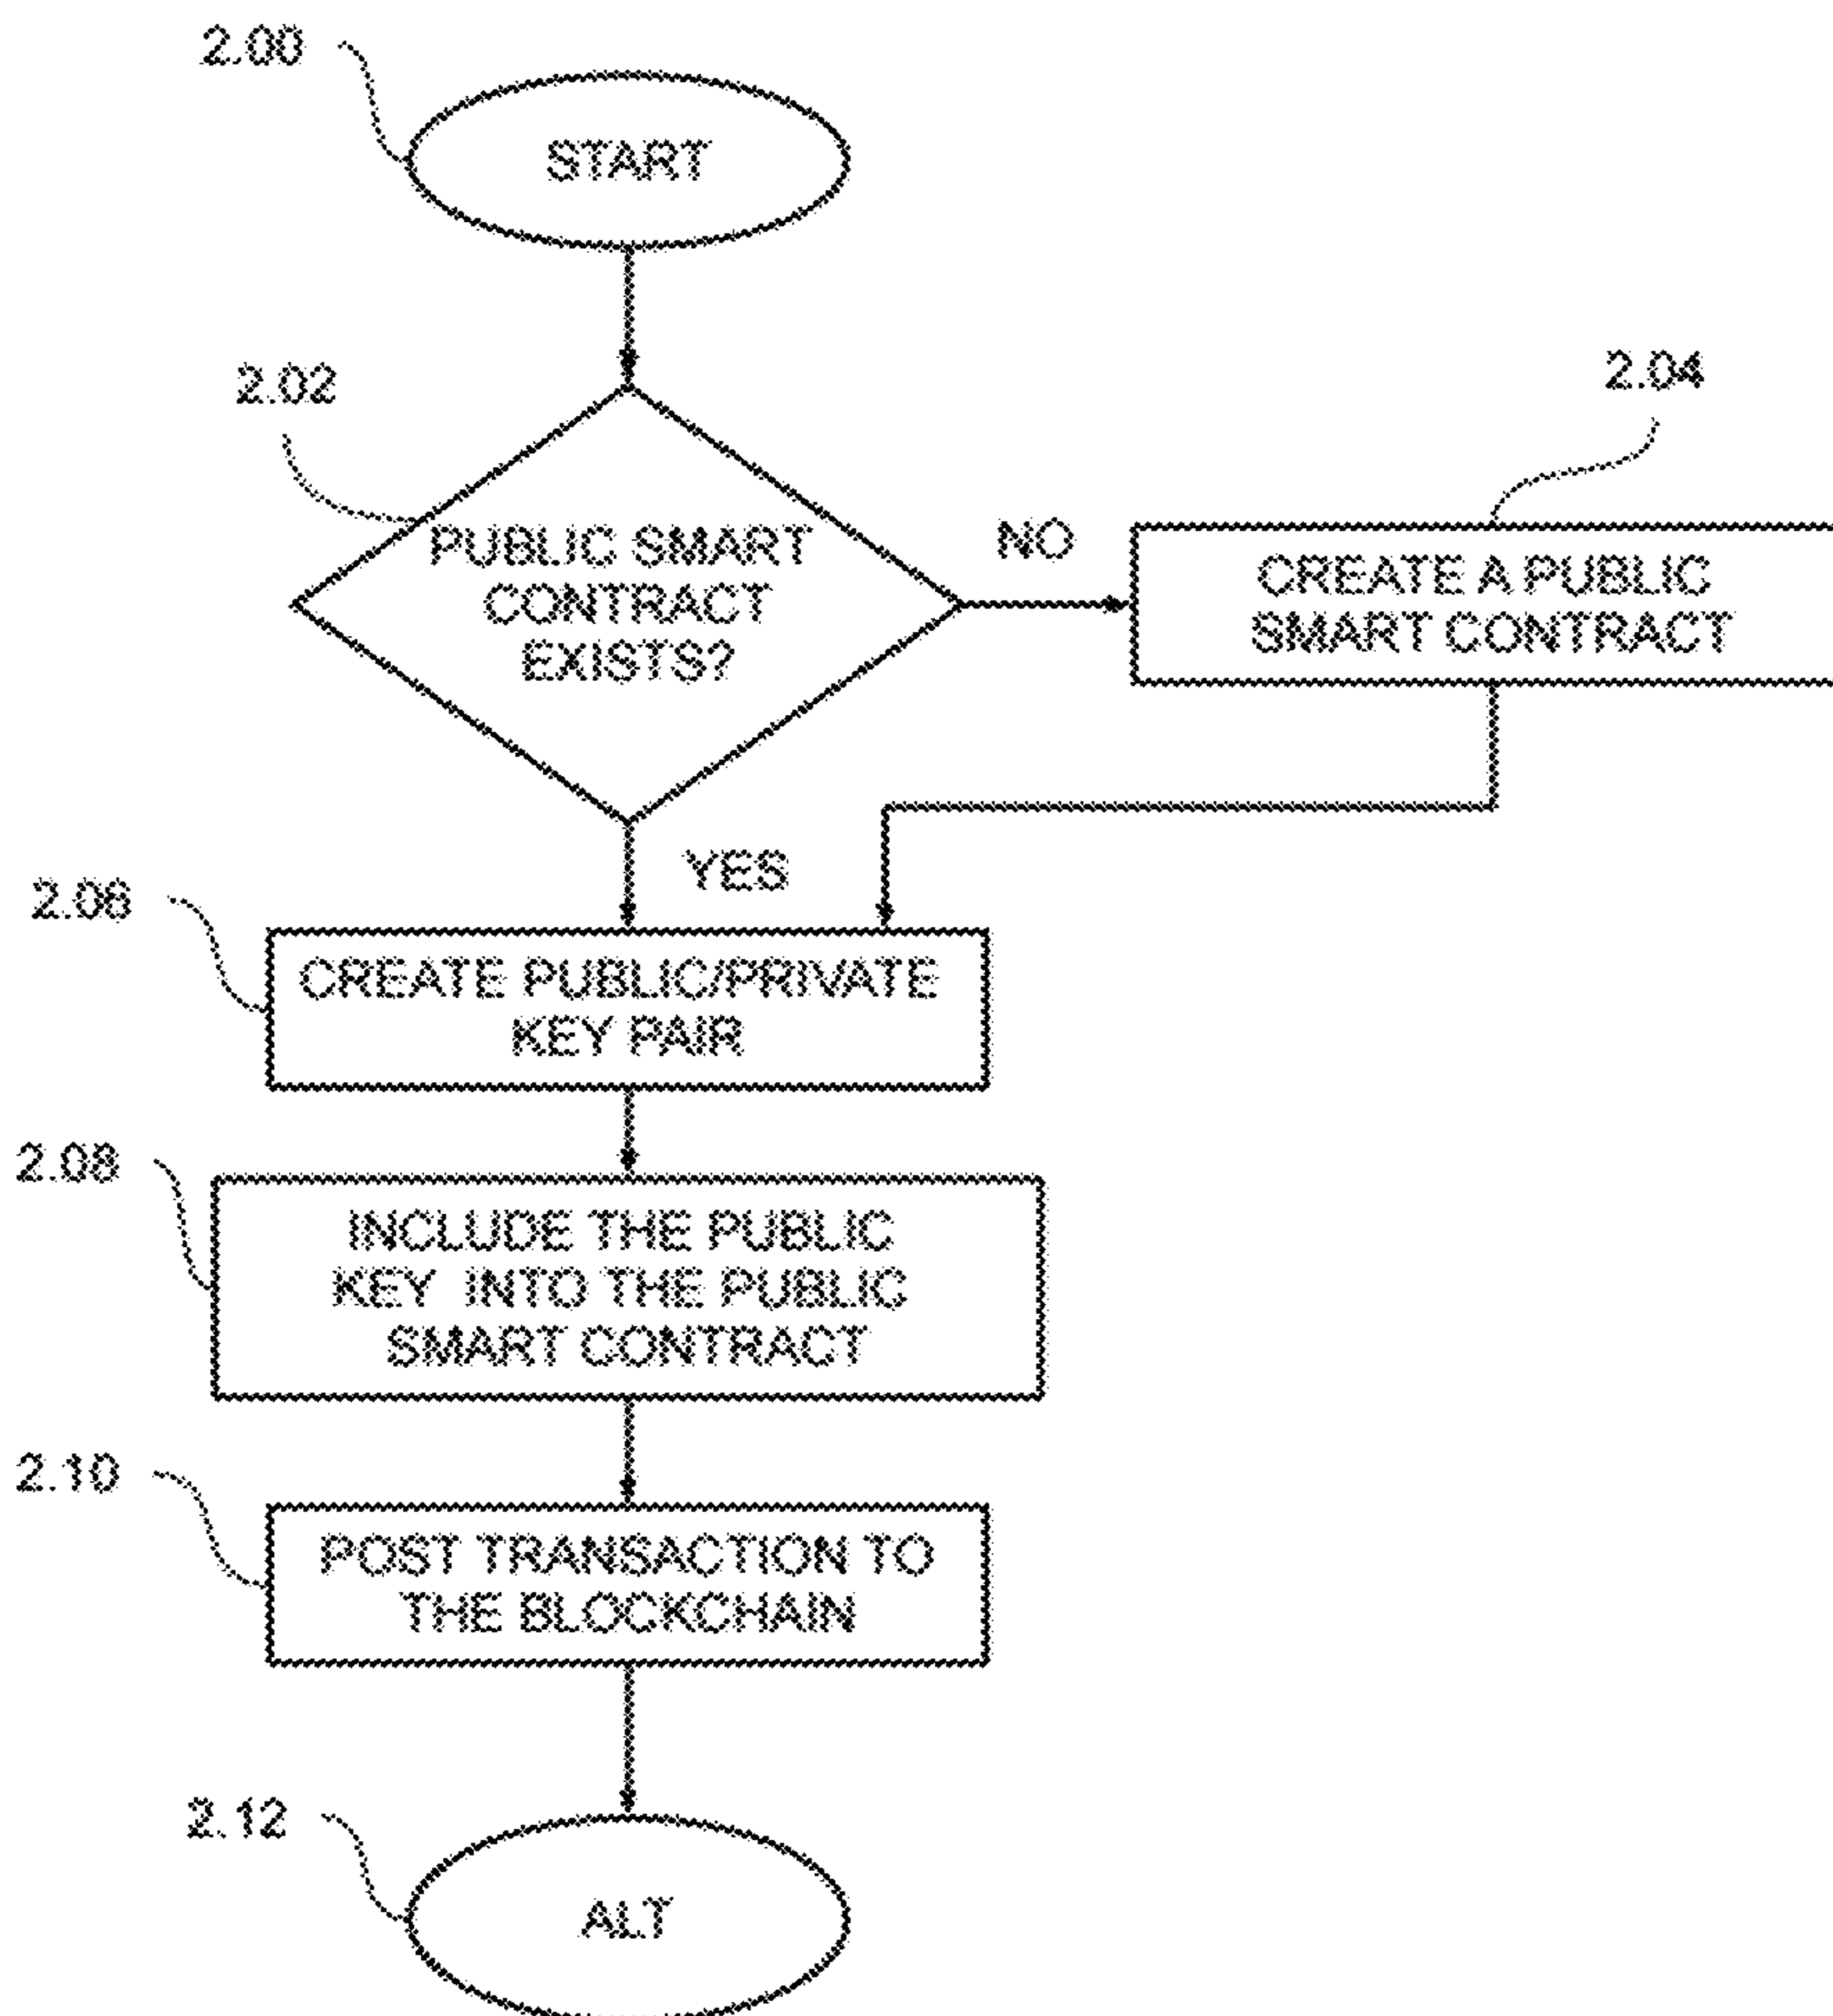 2.00
START
2.02
2.04
PUBLIC SMART
CONTRACT
EXISTS?
NO
CREATE A PUBLIC
SMART CONTRACT
YES
2.06
CREATE PUBLIC/PRIVATE
KEY PAIR
2.08
INCLUDE THE PUBLIC
KEY INTO THE PUBLIC
SMART CONTRACT
2.10
POST TRANSACTION TO
THE BLOCKCHAIN
2.12
ALT